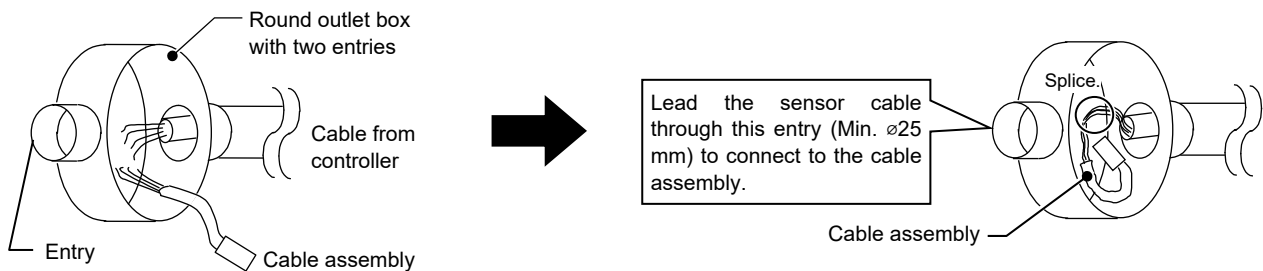 Round outlet box
with two entries
Cable from
controller
Entry
Cable assembly
Lead the sensor cable
through this entry (Min. ⌀25
mm) to connect to the cable
assembly.
Splice.
Cable assembly